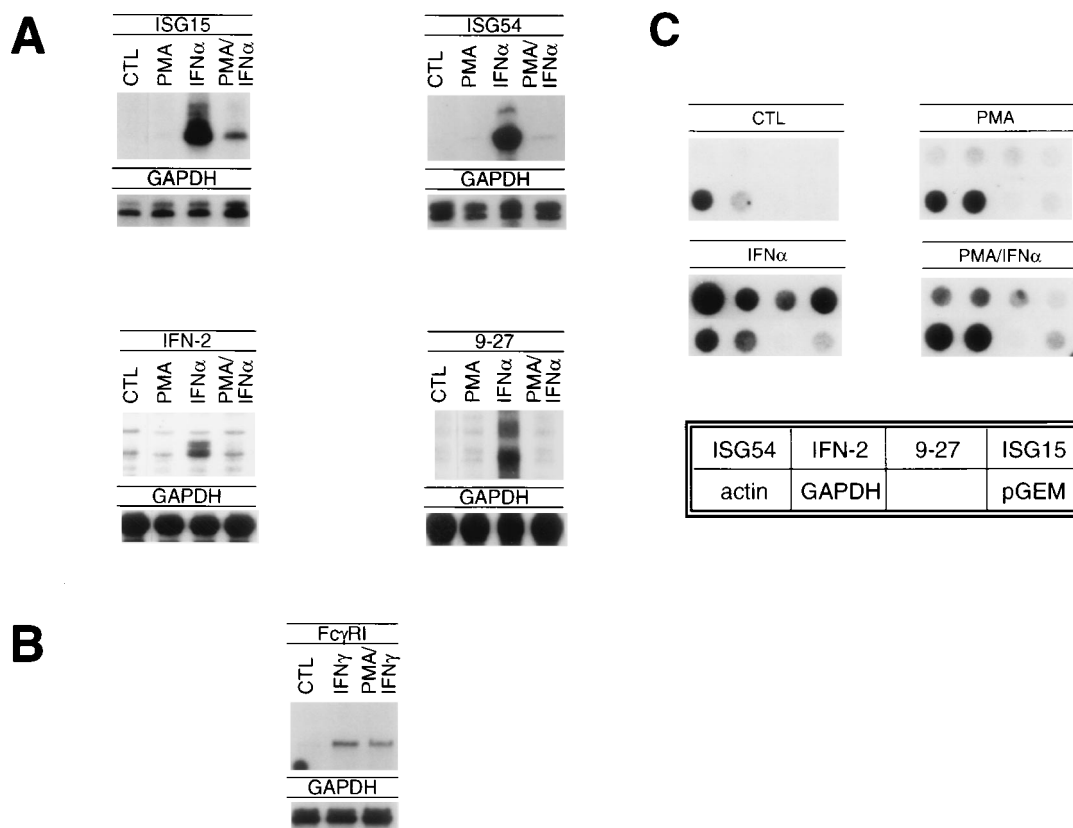 A
ISG15
CTL
PMA
IFNα
PMA/
IFNα
GAPDH
ISG54
CTL
PMA
IFNα
PMA/
IFNα
GAPDH
IFN-2
CTL
PMA
IFNα
PMA/
IFNα
GAPDH
9-27
CTL
PMA
IFNα
PMA/
IFNα
GAPDH
B
FcγRI
CTL
IFNγ
PMA/
IFNγ
GAPDH
C
CTL
PMA
IFNα
PMA/IFNα
ISG54 IFN-2 9-27 ISG15
actin GAPDH pGEM